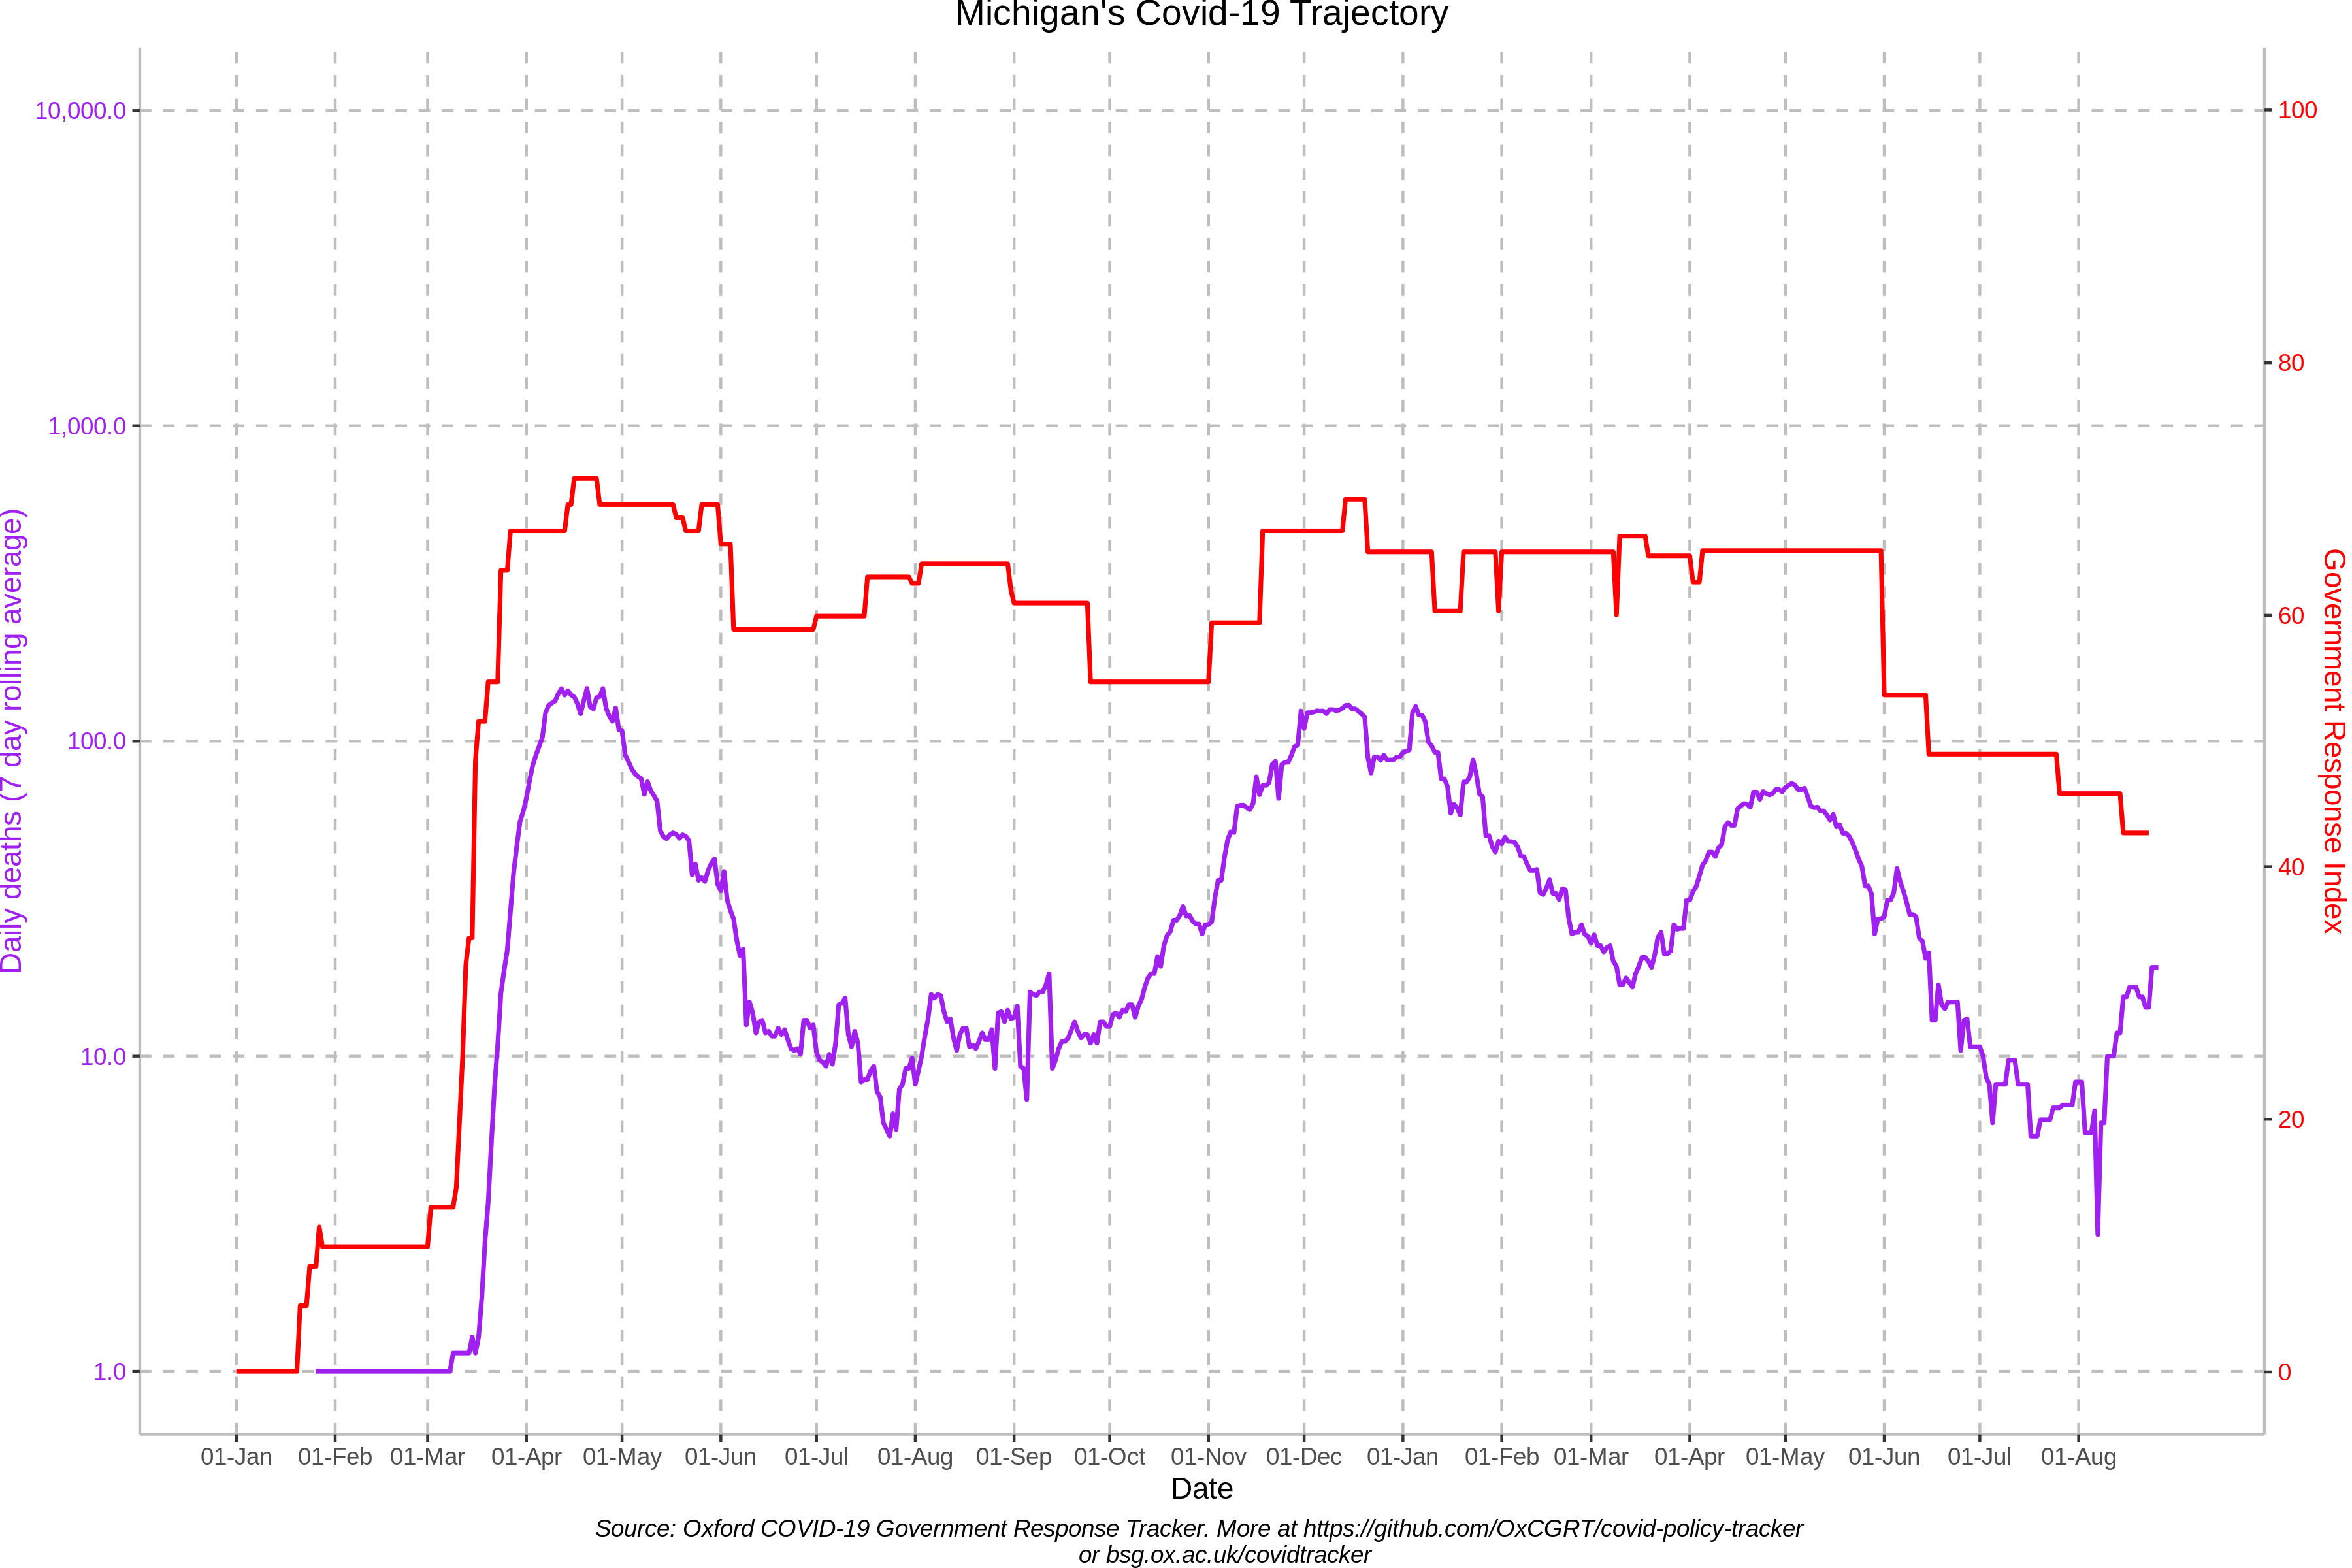 Michigan's Covid-19 Trajectory
10,000.0
1,000.0
100.0
10.0
1.0
Daily deaths (7 day rolling average)
100
80
60
40
20
0
Government Response Index
01-Jan 01-Feb 01-Mar 01-Apr 01-May 01-Jun 01-Jul 01-Aug 01-Sep 01-Oct 01-Nov 01-Dec 01-Jan 01-Feb 01-Mar 01-Apr 01-May 01-Jun 01-Jul 01-Aug
Date
Source: Oxford COVID-19 Government Response Tracker. More at https://github.com/OxCGRT/covid-policy-tracker
or bsg.ox.ac.uk/covidtracker